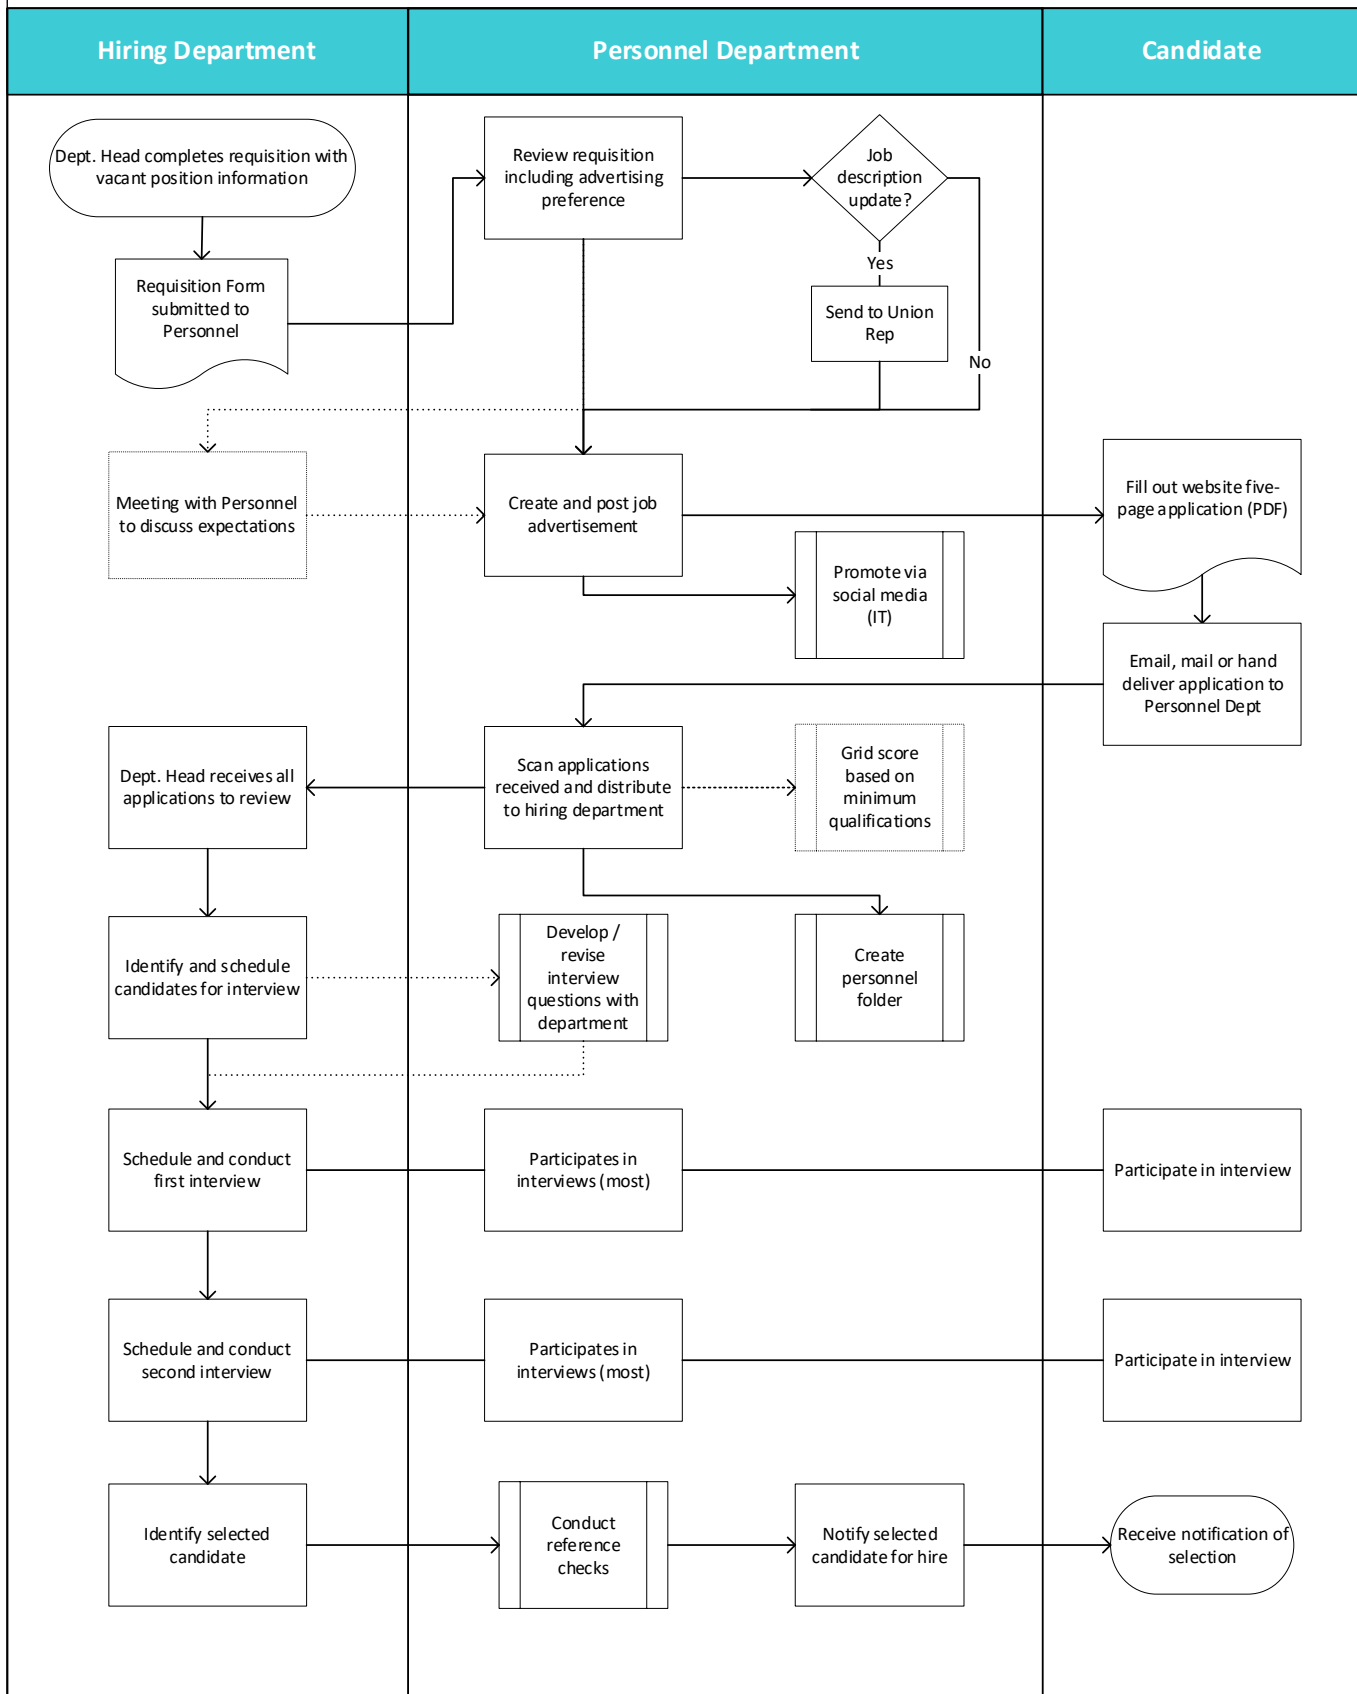 Hiring Department
Personnel Department
Candidate
Dept. Head completes requisition with
vacant position information
Review requisition
including advertising
preference
Job
description
update?
Requisition Form
submitted to
Personnel
Yes
Send to Union
Rep
No
Meeting with Personnel
to discuss expectations
Create and post job
advertisement
Fill out website five-
page application (PDF)
Promote via
social media
(IT)
Email, mail or hand
deliver application to
Personnel Dept
Dept. Head receives all
applications to review
Scan applications
received and distribute
to hiring department
Grid score
based on
minimum
qualifications
Identify and schedule
candidates for interview
Develop /
revise
interview
questions with
department
Create
personnel
folder
Schedule and conduct
first interview
Participates in
interviews (most)
Participate in interview
Schedule and conduct
second interview
Participates in
interviews (most)
Participate in interview
Identify selected
candidate
Conduct
reference
checks
Notify selected
candidate for hire
Receive notification of
selection